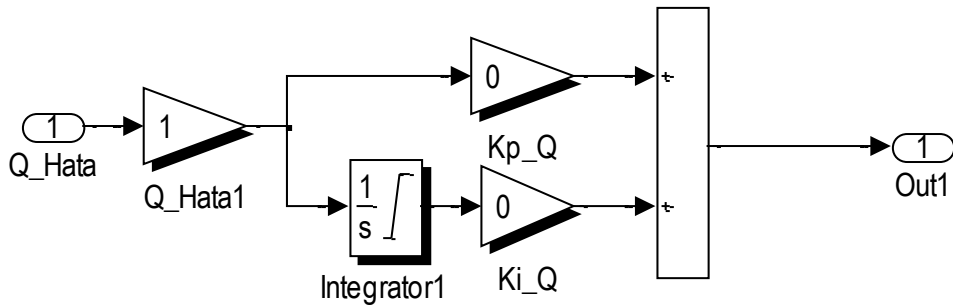 1
Q_Hata
1
Q_Hata1
0
Kp_Q
1
s
Integrator1
0
Ki_Q
+
+
1
Out1